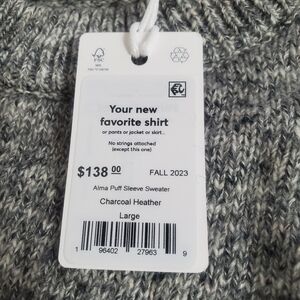 FSC
Your new
favorite shirt
or pants or jacket or skirt...
No strings attached
(except this one)
$138.00 FALL 2023
Alma Puff Sleeve Sweater
Charcoal Heather
Large
1 96402 27963 9